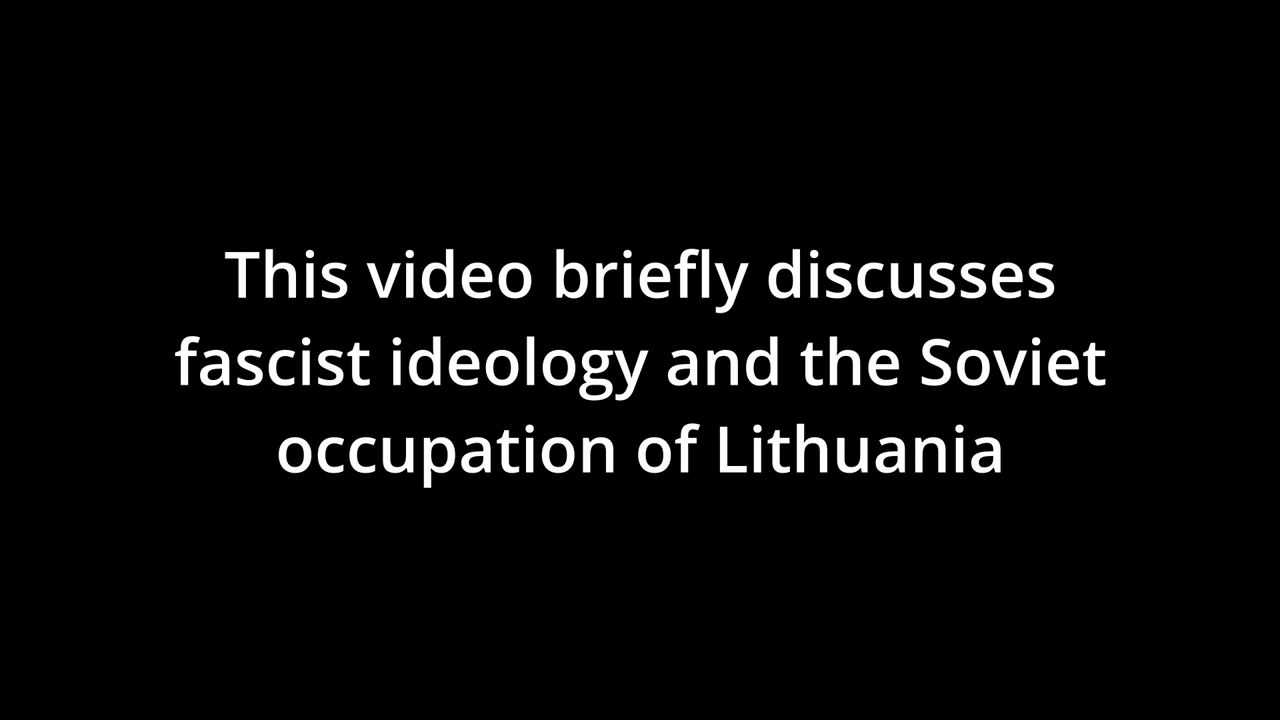 This video briefly discusses
fascist ideology and the Soviet
occupation of Lithuania